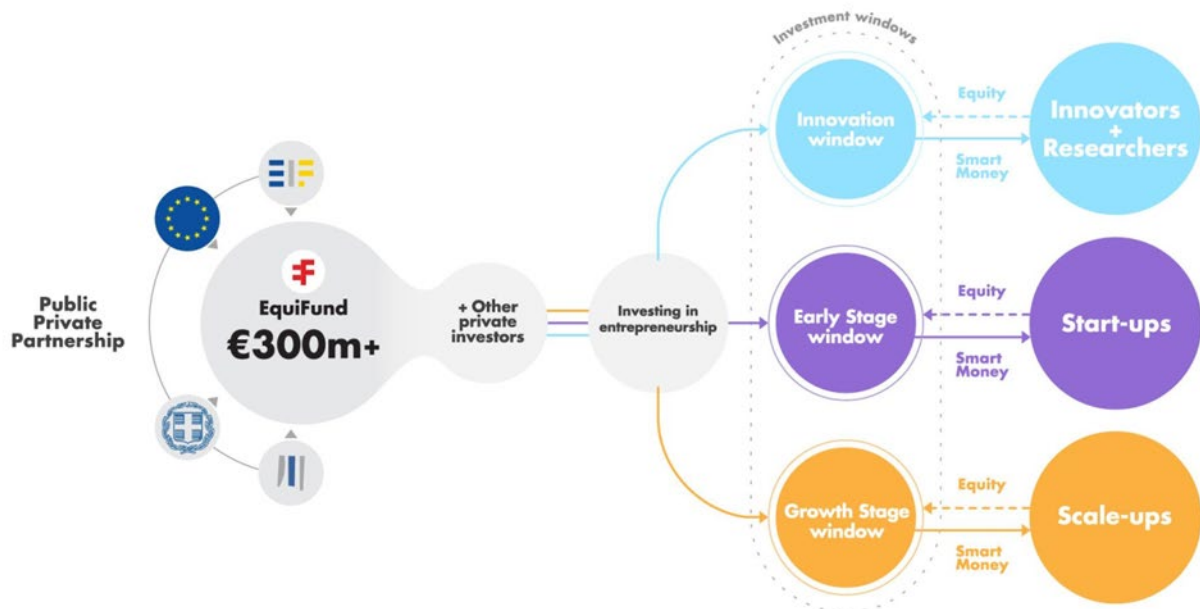 Public
Private
Partnership
EIF
EquiFund
€300m+
+ Other
private
investors
Investing in
entrepreneurship
Investment windows
Innovation
window
Equity
Smart
Money
Innovators
+
Researchers
Early Stage
window
Equity
Smart
Money
Start-ups
Growth Stage
window
Equity
Smart
Money
Scale-ups